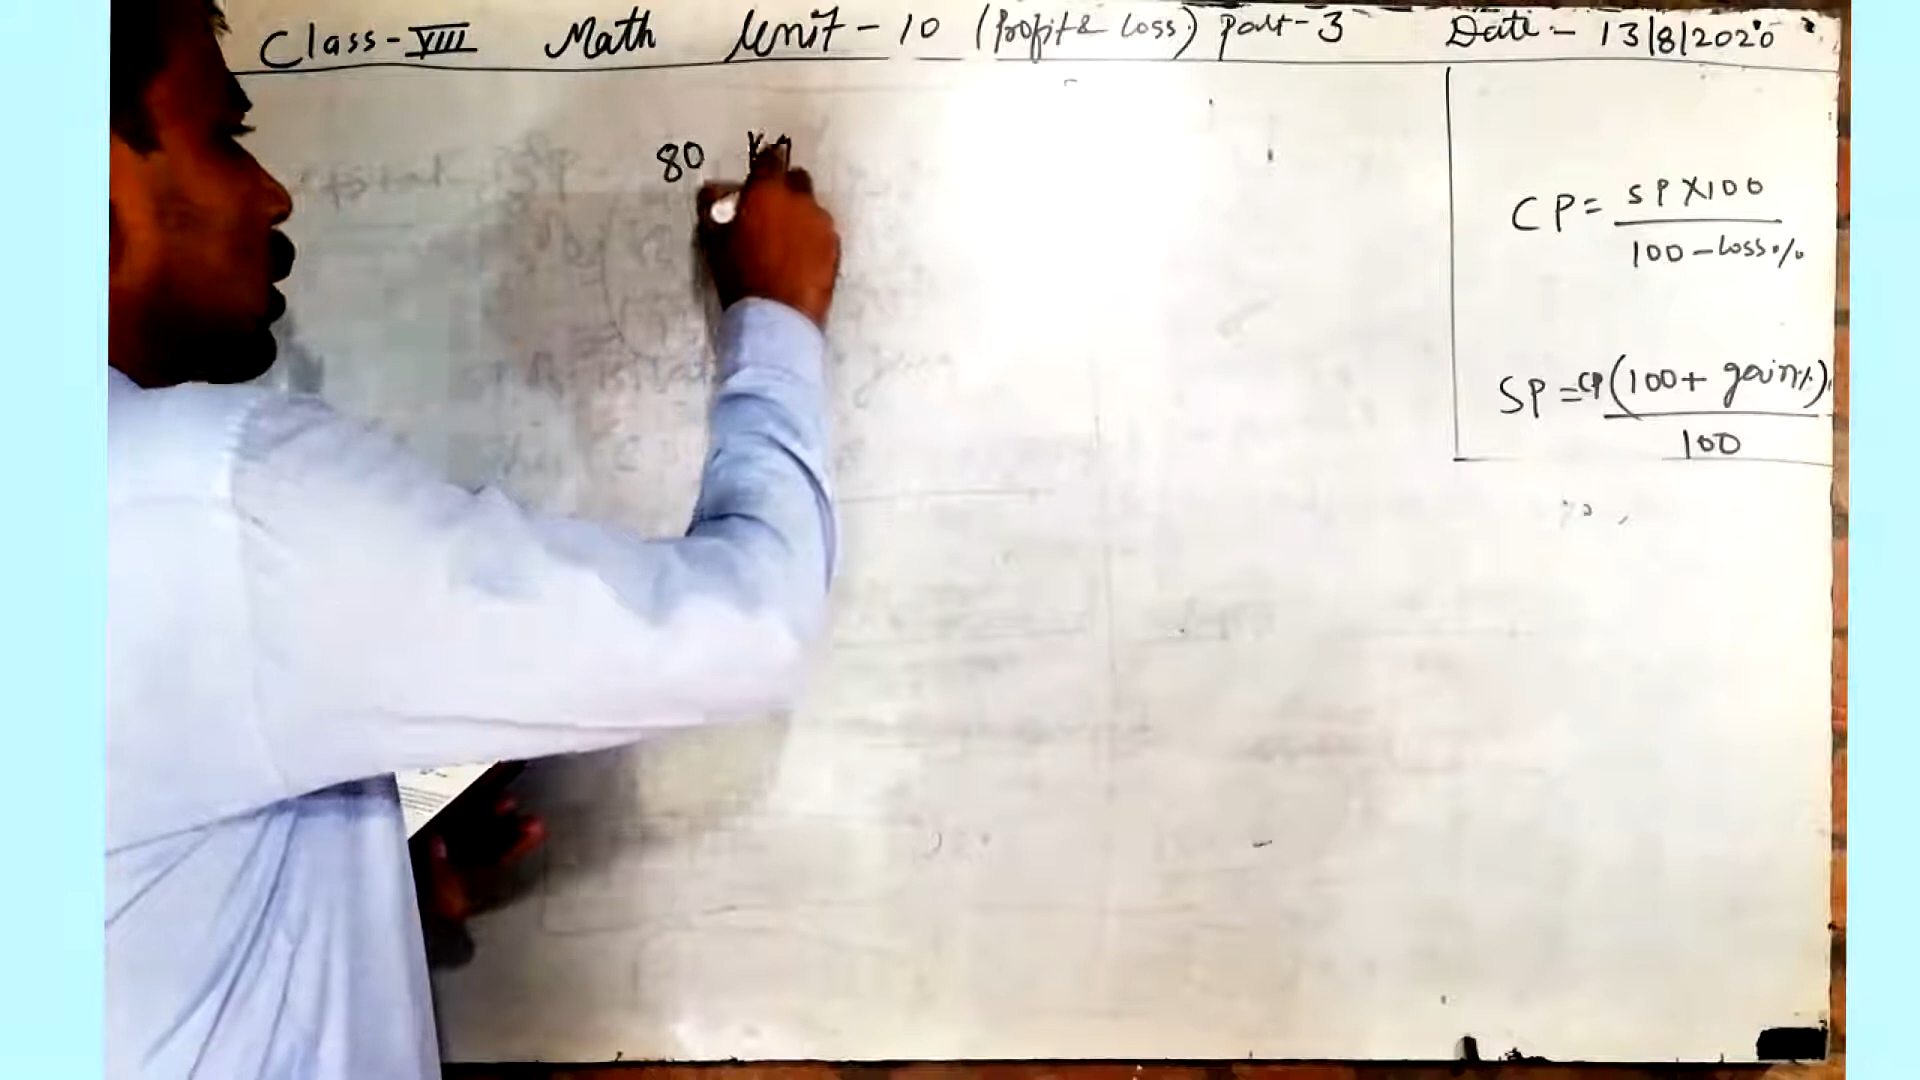 Class-VIII Math Unit-10 (Profit & Loss) Part-3 Date:- 13/8/2020
80 Kg
CP = SP X 100 / 100 - Loss%
SP = CP (100 + gain%) / 100